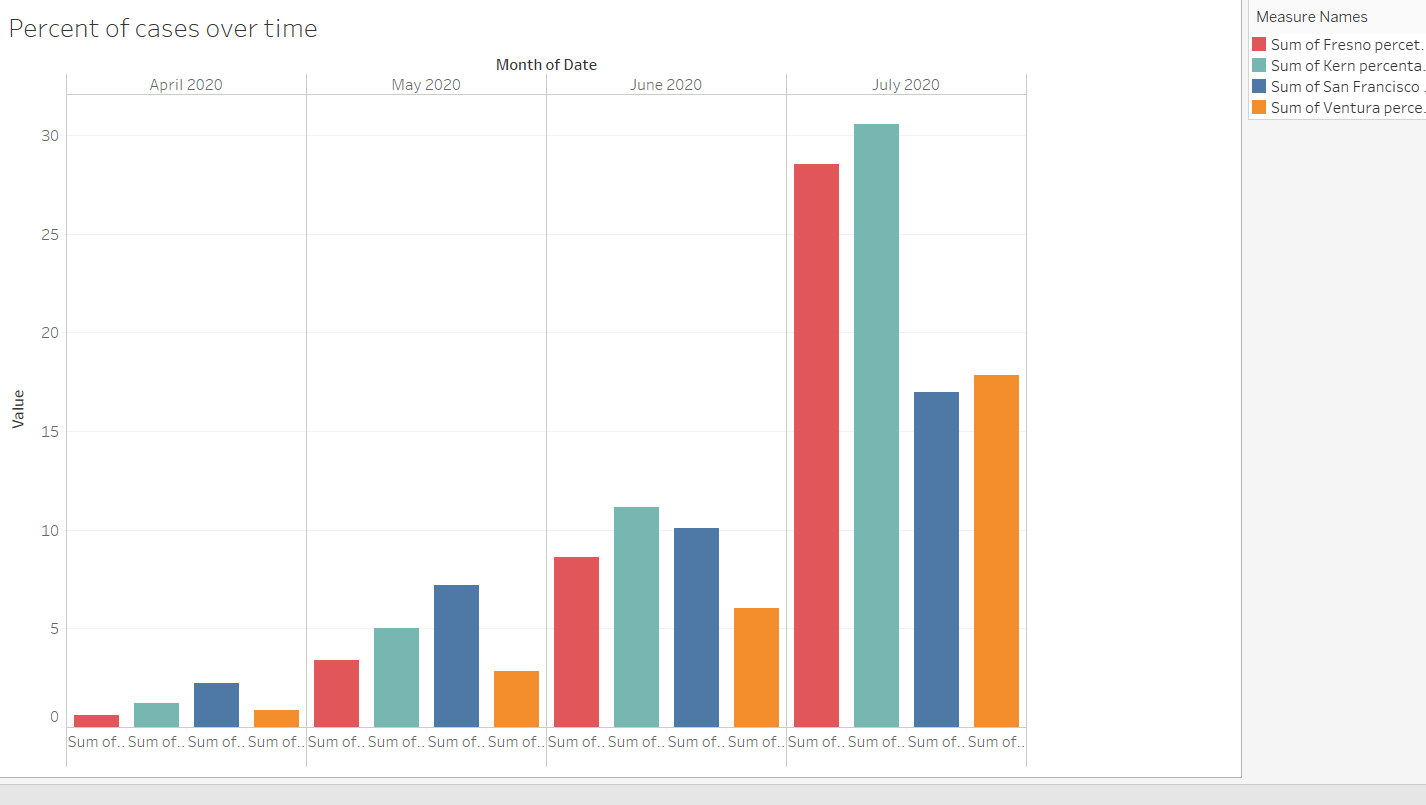 Percent of cases over time
Month of Date
April 2020 May 2020 June 2020 July 2020
30
25
20
15
10
5
0
Value
Sum of.. Sum of.. Sum of.. Sum of.. Sum of.. Sum of.. Sum of.. Sum of.. Sum of.. Sum of.. Sum of.. Sum of.. Sum of.. Sum of.. Sum of.. Sum of..
Measure Names
Sum of Fresno percet..
Sum of Kern percenta..
Sum of San Francisco ..
Sum of Ventura perce..